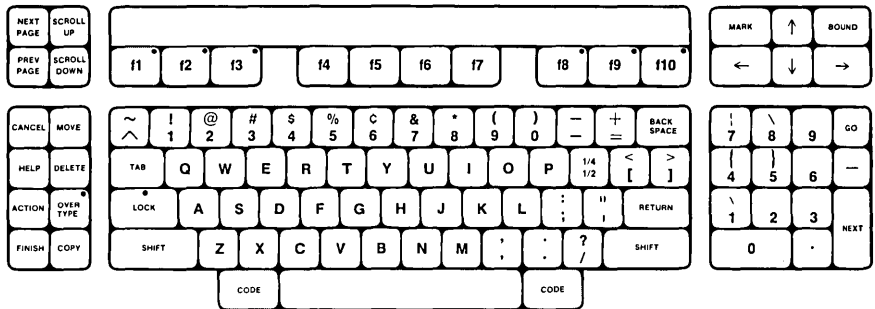 NEXT PAGE SCROLL UP MARK ↑ BOUND
PREV PAGE SCROLL DOWN f1 f2 f3 f4 f5 f6 f7 f8 f9 f10 ← ↓ →
CANCEL MOVE ~ ^ ! 1 @ 2 # 3 $ 4 % 5 ¢ 6 & 7 * 8 ( 9 ) 0 — – + = BACK SPACE ¦ 7 \ 8 9 GO
HELP DELETE TAB Q W E R T Y U I O P 1/4 1/2 < [ > ] { 4 } 5 6 —
ACTION OVER TYPE LOCK A S D F G H J K L : ; " ' RETURN ` 1 2 3 NEXT
FINISH COPY SHIFT Z X C V B N M , , . . ? / SHIFT 0 .
CODE CODE